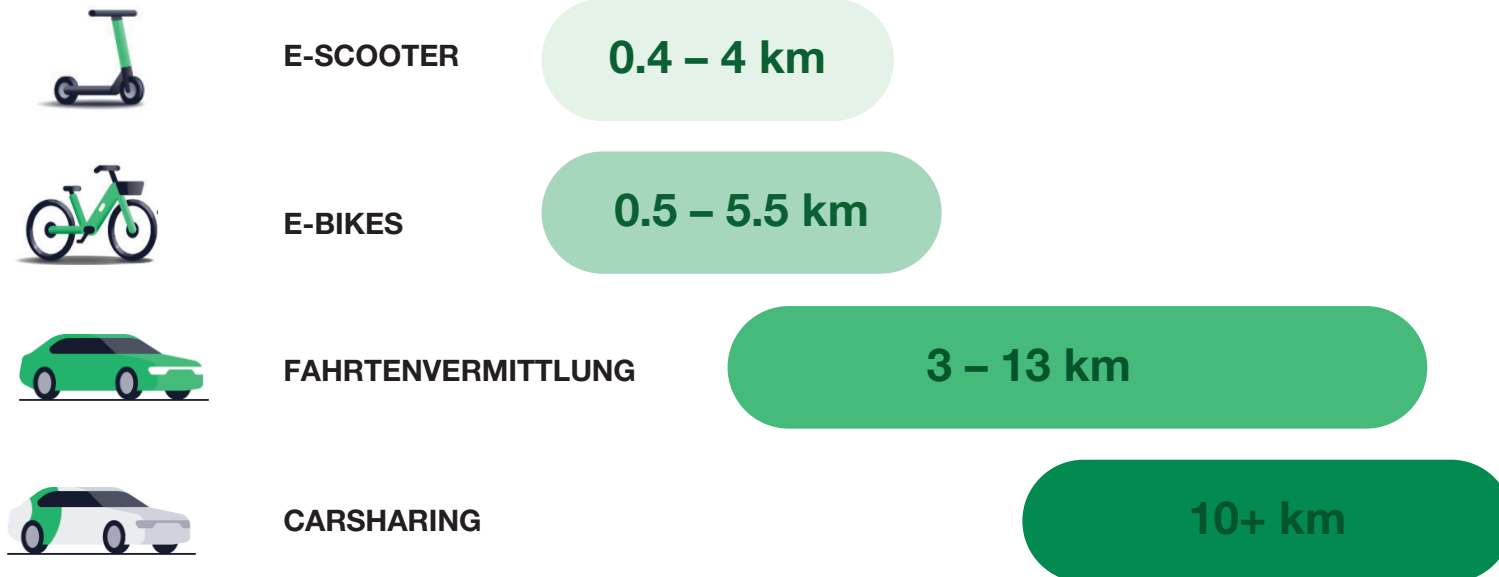 E-SCOOTER 0.4 – 4 km
E-BIKES 0.5 – 5.5 km
FAHRTENVERMITTLUNG 3 – 13 km
CARSHARING 10+ km